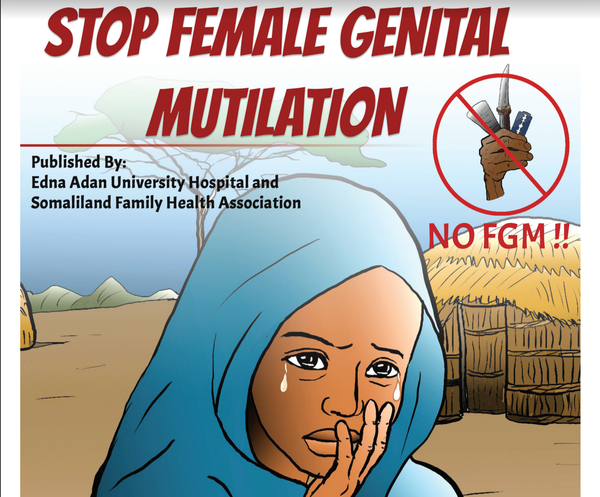 STOP FEMALE GENITAL
MUTILATION
Published By:
Edna Adan University Hospital and
Somaliland Family Health Association
NO FGM !!